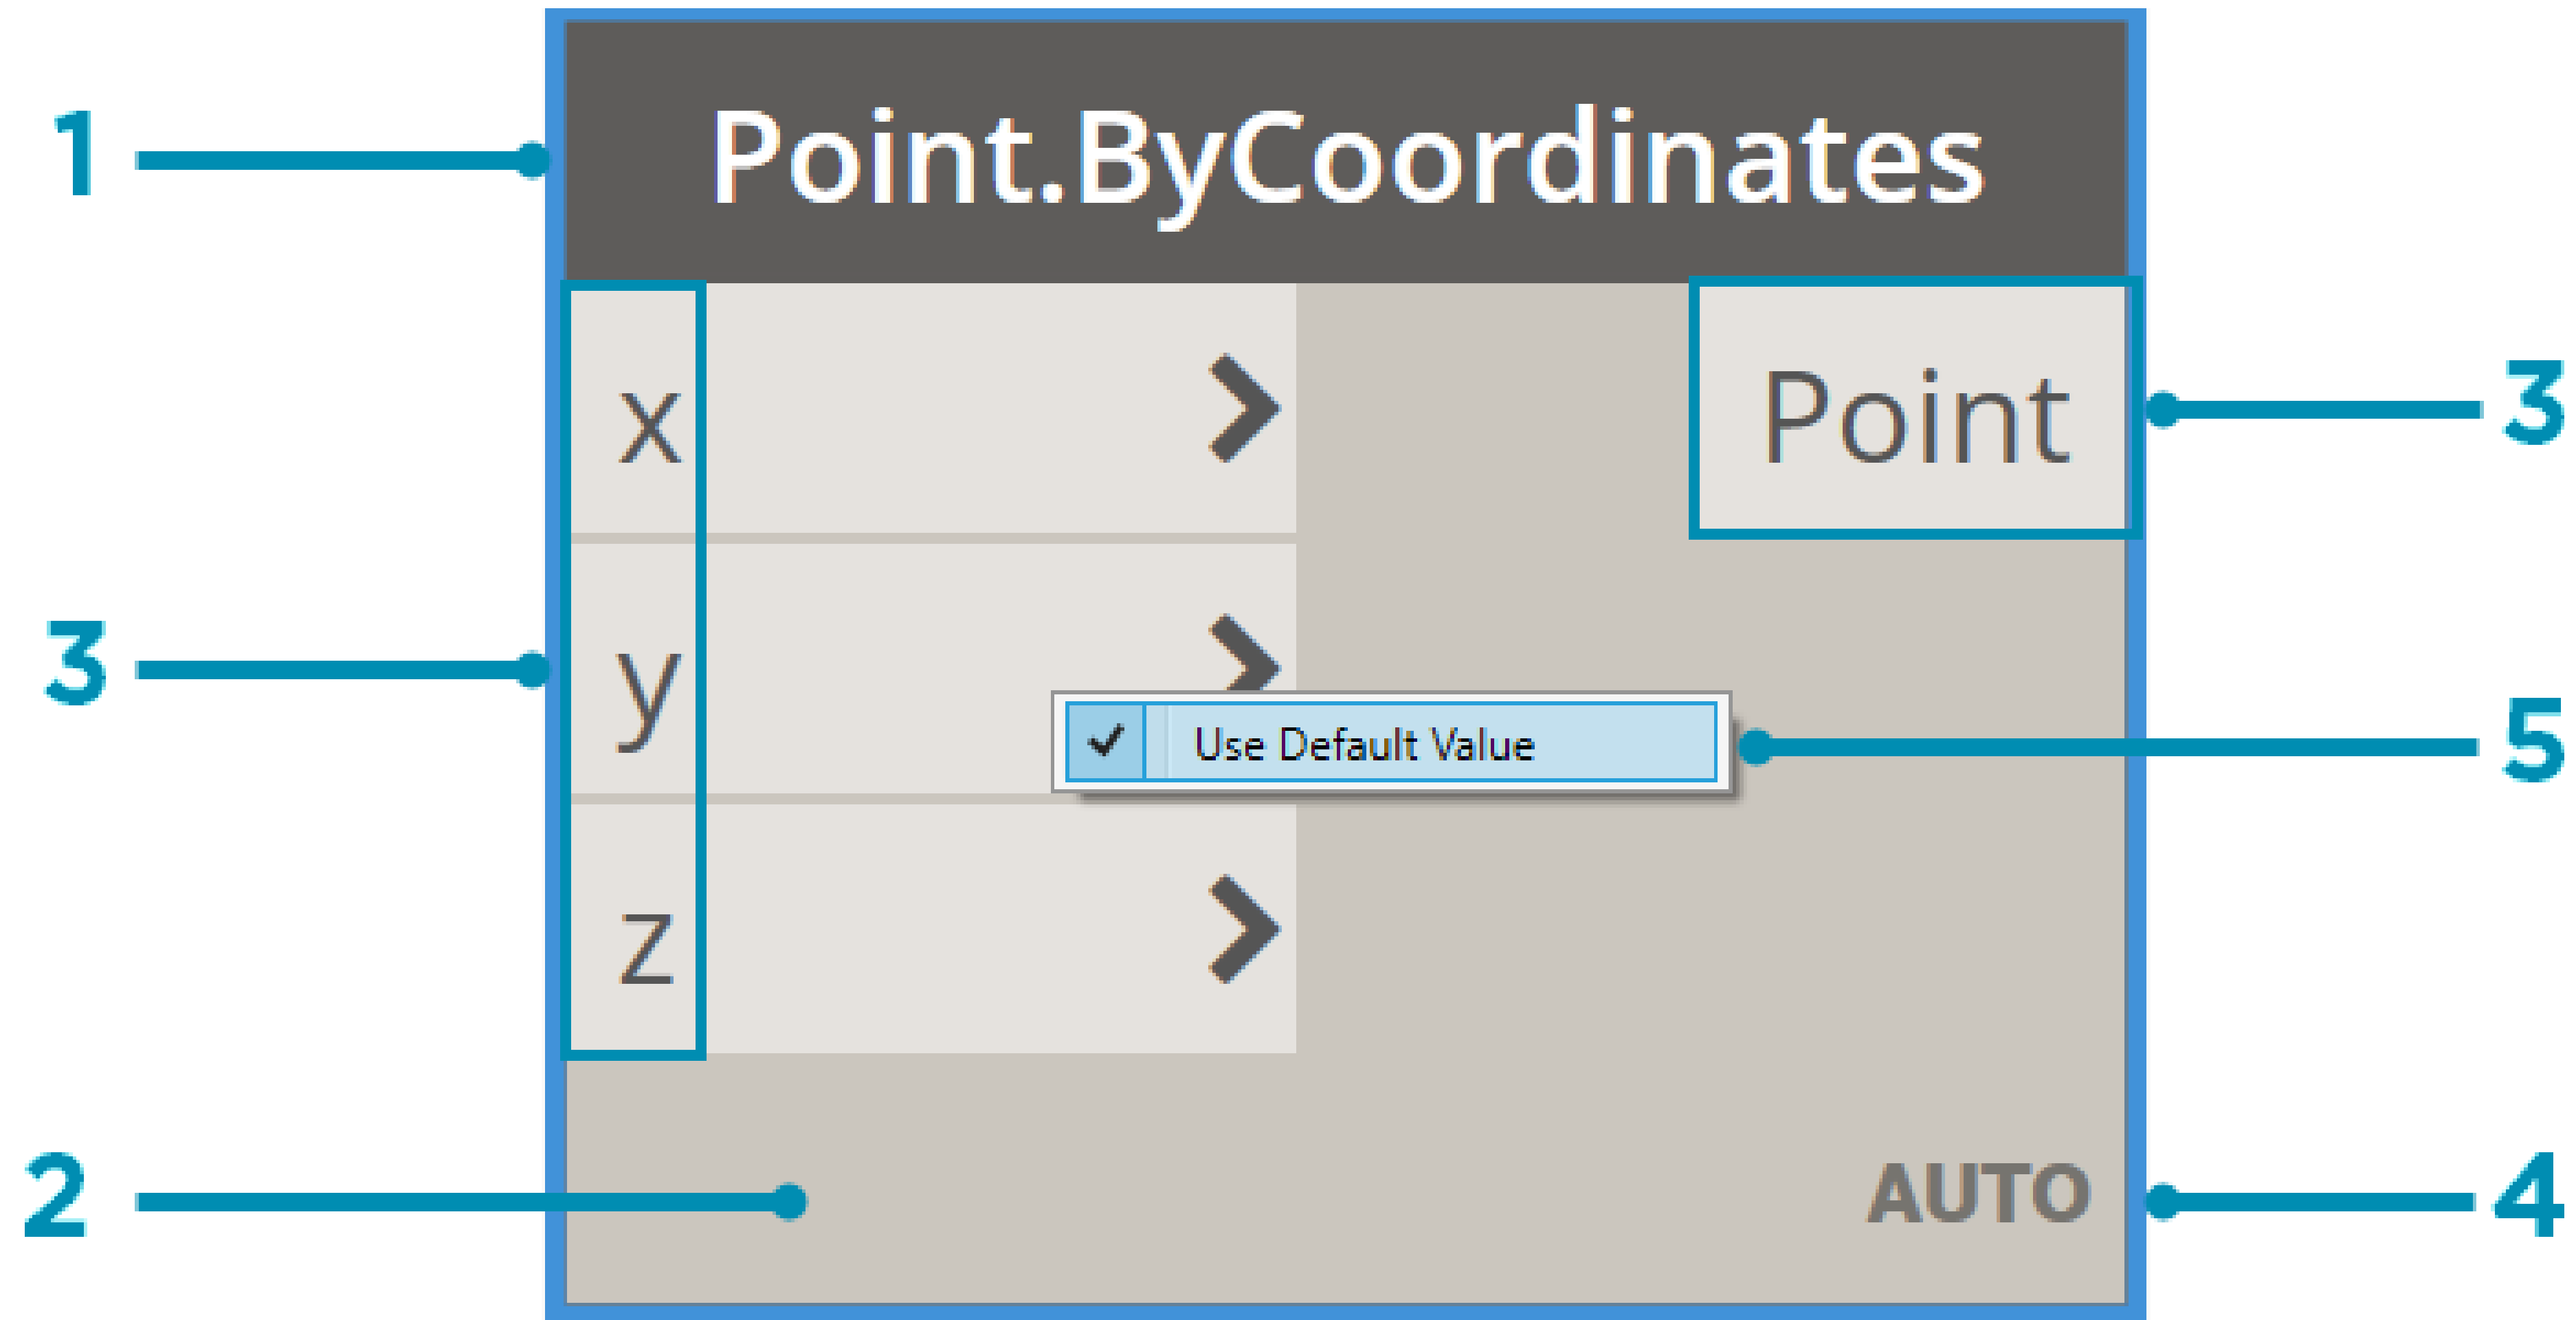 1 Point.ByCoordinates
x Point 3
3 y
Use Default Value 5
z
2 AUTO 4